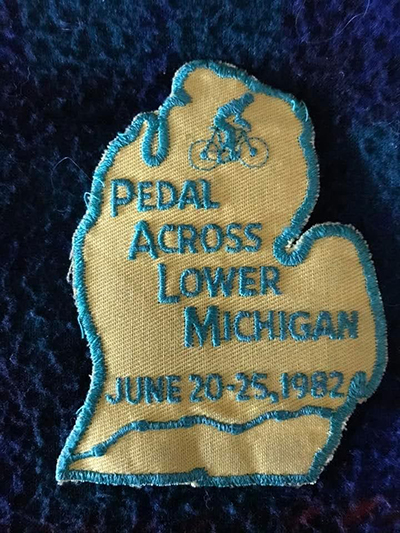 PEDAL
ACROSS
LOWER
MICHIGAN
JUNE 20-25, 1982